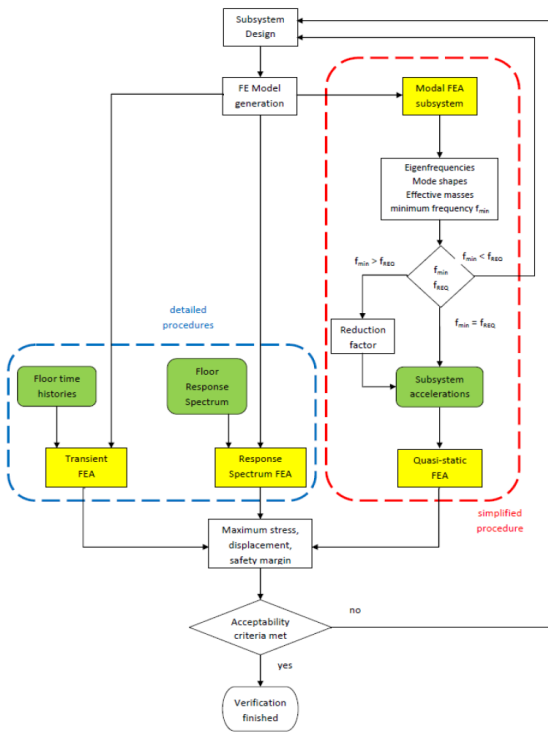 Subsystem
Design
FE Model
generation
Modal FEA
subsystem
Eigenfrequencies
Mode shapes
Effective masses
minimum frequency fmin
fmin > fREQ
fmin < fREQ
fmin
fREQ
fmin = fREQ
detailed
procedures
Reduction
factor
Floor time
histories
Floor
Response
Spectrum
Subsystem
accelerations
Transient
FEA
Response
Spectrum FEA
Quasi-static
FEA
simplified
procedure
Maximum stress,
displacement,
safety margin
Acceptability
criteria met
no
yes
Verification
finished